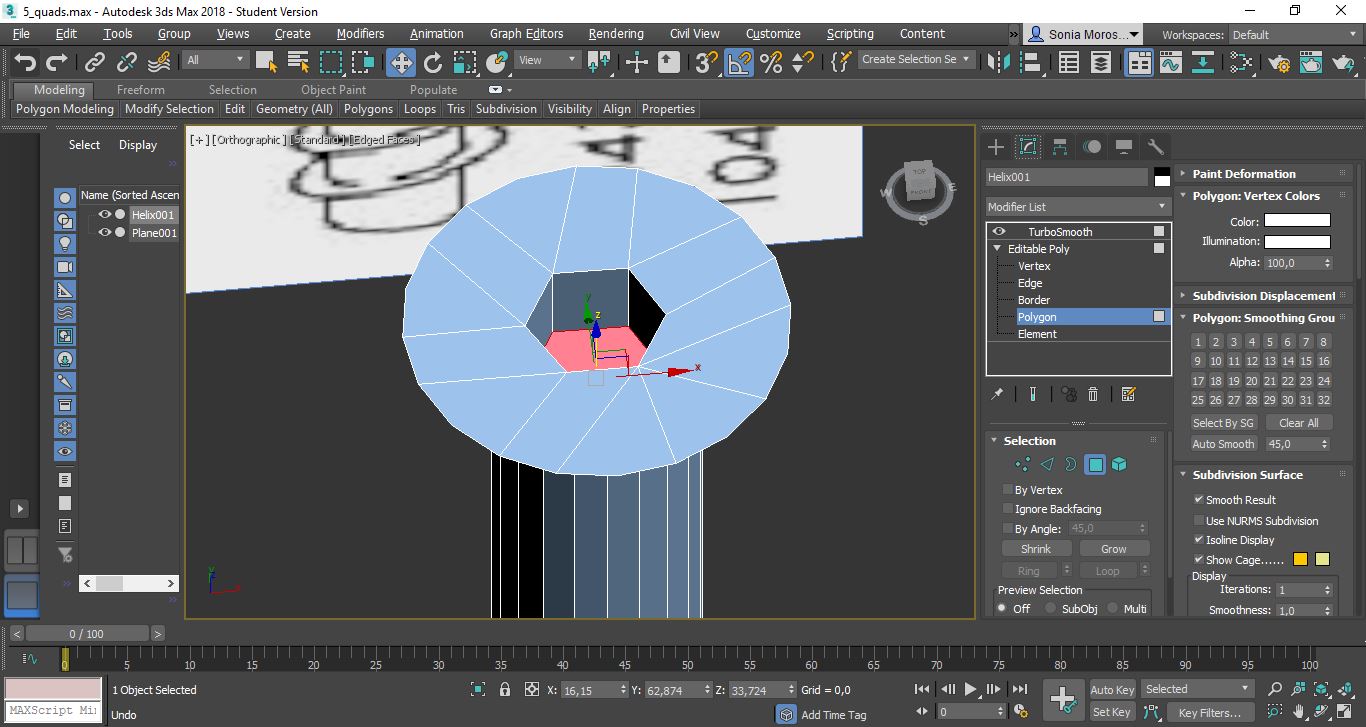 5_quads.max - Autodesk 3ds Max 2018 - Student Version
File Edit Tools Group Views Create Modifiers Animation Graph Editors Rendering Civil View Customize Scripting Content » Sonia Moros... Workspaces: Default
All View 3 Create Selection Se
Modeling Freeform Selection Object Paint Populate
Polygon Modeling Modify Selection Edit Geometry (All) Polygons Loops Tris Subdivision Visibility Align Properties
Select Display
»
Name (Sorted Ascen
Helix001
Plane001
»
»
[+] [Orthographic] [Standard] [Edged Faces]
TOP
FRONT
W
E
S
y
z
x
Helix001
Modifier List
TurboSmooth
Editable Poly
Vertex
Edge
Border
Polygon
Element
Selection
By Vertex
Ignore Backfacing
By Angle: 45,0
Shrink Grow
Ring Loop
Preview Selection
Off SubObj Multi
Paint Deformation
Polygon: Vertex Colors
Color:
Illumination:
Alpha: 100,0
Subdivision Displacement
Polygon: Smoothing Grou
1 2 3 4 5 6 7 8
9 10 11 12 13 14 15 16
17 18 19 20 21 22 23 24
25 26 27 28 29 30 31 32
Select By SG Clear All
Auto Smooth 45,0
Subdivision Surface
Smooth Result
Use NURMS Subdivision
Isoline Display
Show Cage......
Display
Iterations: 1
Smoothness: 1,0
< 0 / 100 >
0 5 10 15 20 25 30 35 40 45 50 55 60 65 70 75 80 85 90 95 100
1 Object Selected X: 16,15 Y: 62,874 Z: 33,724 Grid = 0,0 Auto Key Selected
MAXScript Mi
Undo Add Time Tag 0 Set Key Key Filters...